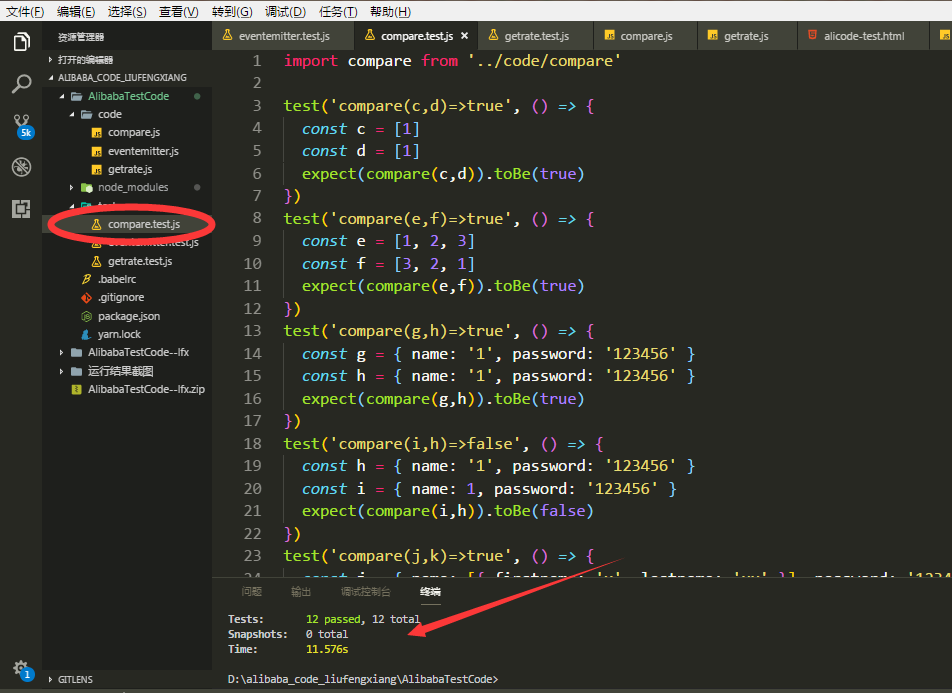 文件(F) 编辑(E) 选择(S) 查看(V) 转到(G) 调试(D) 任务(T) 帮助(H)
资源管理器
eventemitter.test.js compare.test.js × getrate.test.js compare.js getrate.js alicode-test.html
打开的编辑器
ALIBABA_CODE_LIUFENGXIANG
AlibabaTestCode
code
compare.js
eventemitter.js
getrate.js
node_modules
compare.test.js
eventemitter.test.js
getrate.test.js
.babelrc
.gitignore
package.json
yarn.lock
AlibabaTestCode--lfx
运行结果截图
AlibabaTestCode--lfx.zip
GITLENS
5k
1
1 import compare from '../code/compare'
2
3 test('compare(c,d)=>true', () => {
4 const c = [1]
5 const d = [1]
6 expect(compare(c,d)).toBe(true)
7 })
8 test('compare(e,f)=>true', () => {
9 const e = [1, 2, 3]
10 const f = [3, 2, 1]
11 expect(compare(e,f)).toBe(true)
12 })
13 test('compare(g,h)=>true', () => {
14 const g = { name: '1', password: '123456' }
15 const h = { name: '1', password: '123456' }
16 expect(compare(g,h)).toBe(true)
17 })
18 test('compare(i,h)=>false', () => {
19 const h = { name: '1', password: '123456' }
20 const i = { name: 1, password: '123456' }
21 expect(compare(i,h)).toBe(false)
22 })
23 test('compare(j,k)=>true', () => {
问题 输出 调试控制台 终端
Tests: 12 passed, 12 total
Snapshots: 0 total
Time: 11.576s
D:\alibaba_code_liufengxiang\AlibabaTestCode>